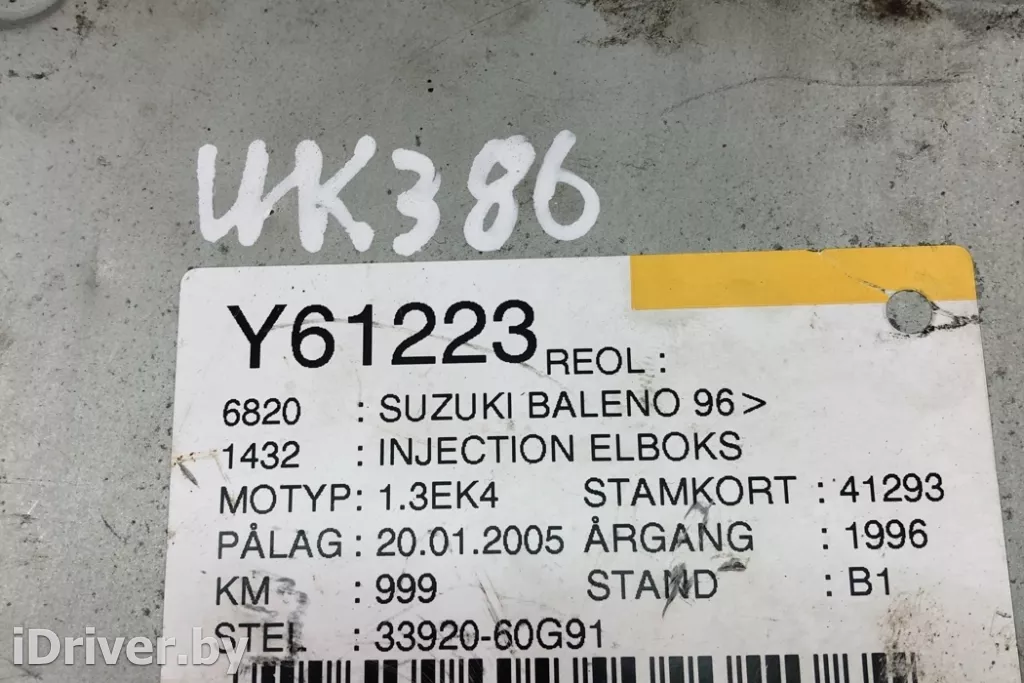 UK386
Y61223 REOL :
6820 : SUZUKI BALENO 96>
1432 : INJECTION ELBOKS
MOTYP: 1.3EK4 STAMKORT : 41293
PÅLAG : 20.01.2005 ÅRGANG : 1996
KM : 999 STAND : B1
STEL : 33920-60G91
iDriver.by